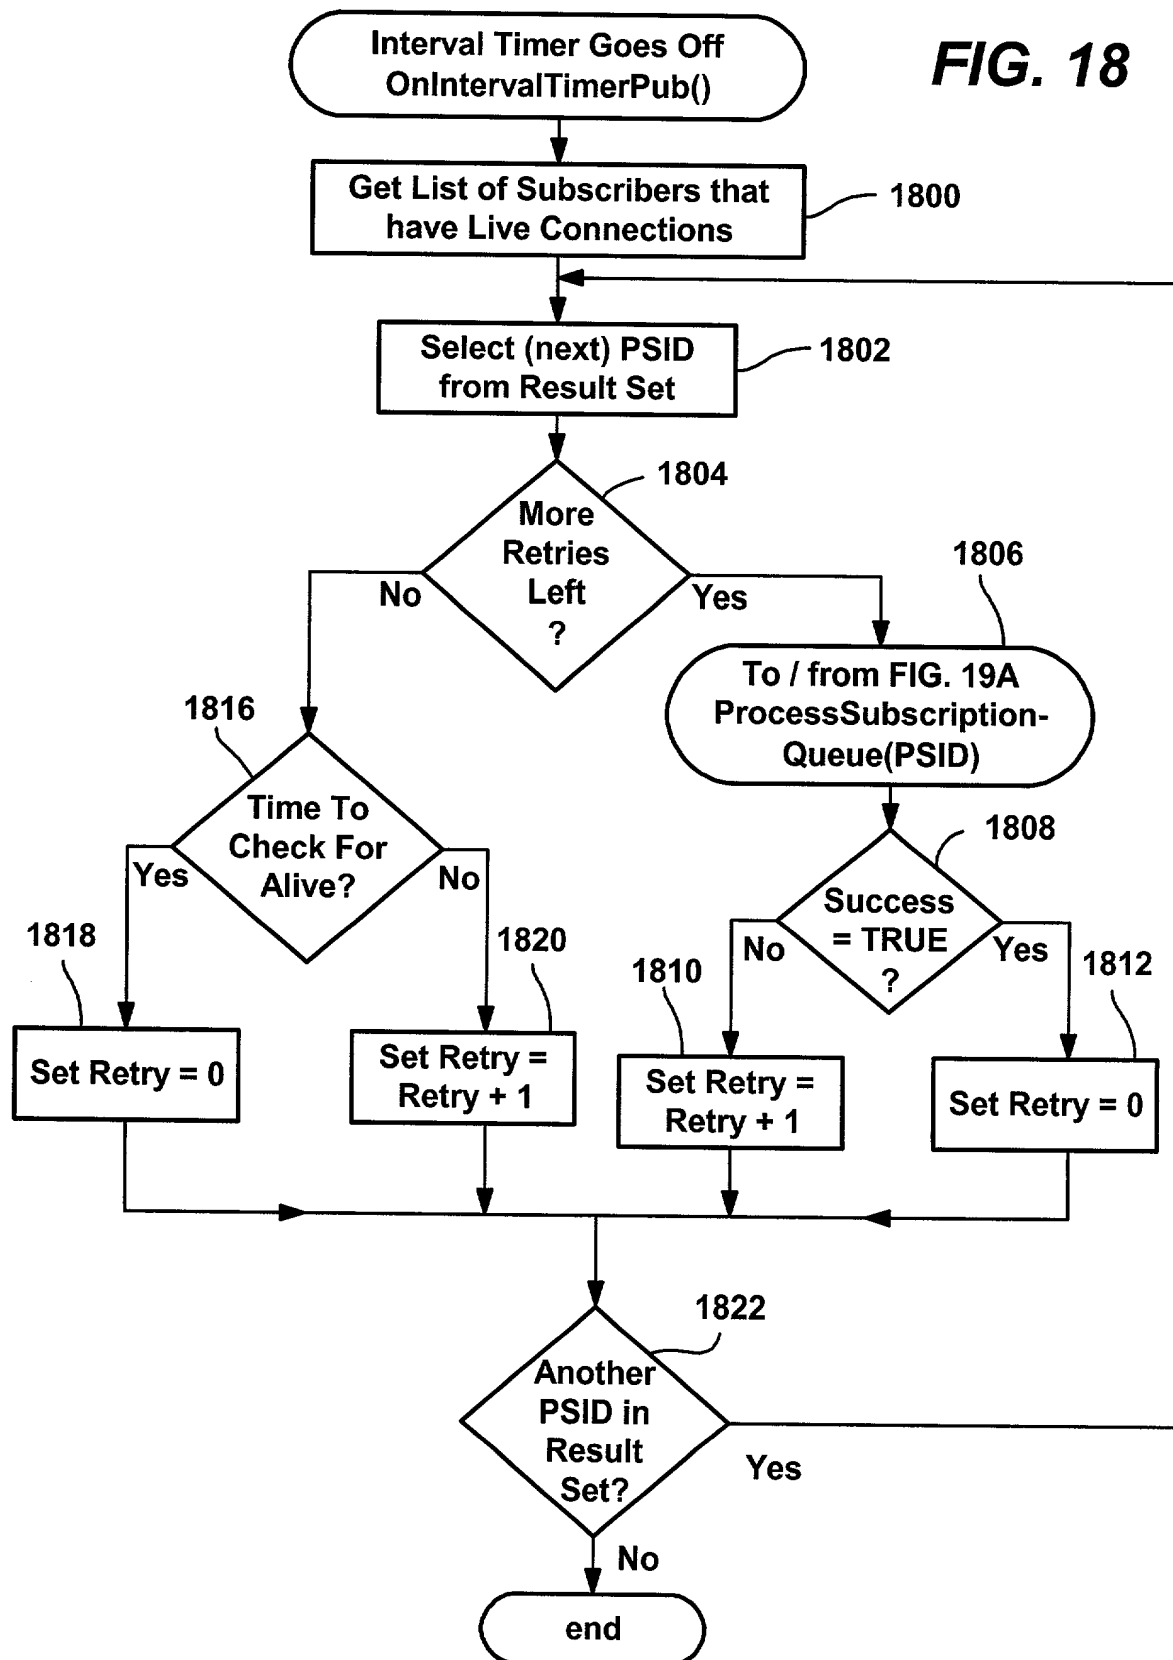 Interval Timer Goes Off
OnIntervalTimerPub()
FIG. 18
Get List of Subscribers that
have Live Connections
1800
Select (next) PSID
from Result Set
1802
1804
More
Retries
Left
?
No
Yes
1806
To / from FIG. 19A
ProcessSubscription-
Queue(PSID)
1816
Time To
Check For
Alive?
Yes
No
1808
Success
= TRUE
?
No
Yes
1818
Set Retry = 0
1820
Set Retry =
Retry + 1
1810
Set Retry =
Retry + 1
1812
Set Retry = 0
1822
Another
PSID in
Result
Set?
Yes
No
end